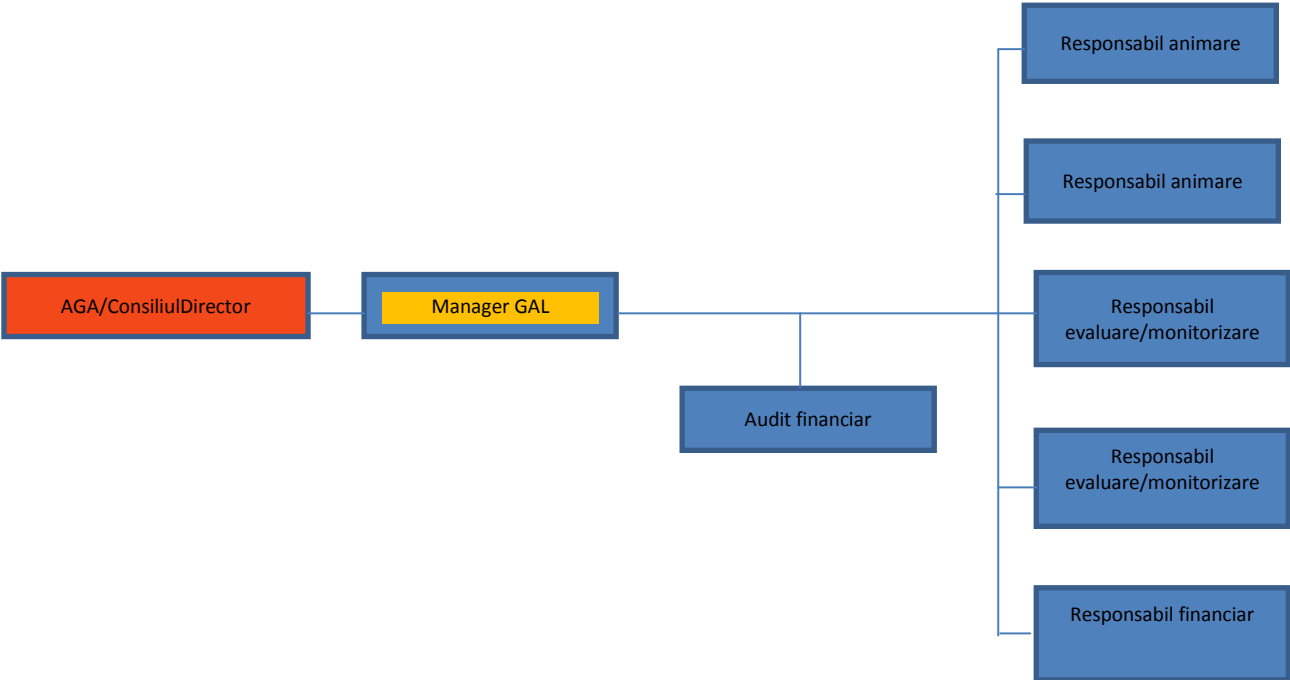 Responsabil animare
Responsabil animare
AGA/ConsiliulDirector
Manager GAL
Responsabil
evaluare/monitorizare
Audit financiar
Responsabil
evaluare/monitorizare
Responsabil financiar